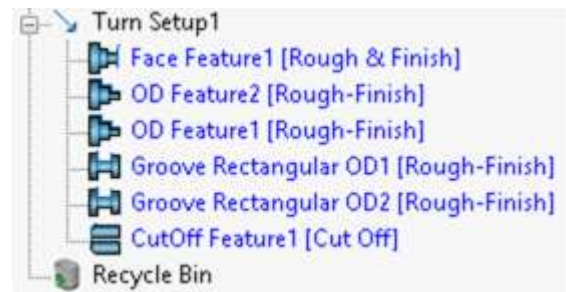 Turn Setup1
Face Feature1 [Rough & Finish]
OD Feature2 [Rough-Finish]
OD Feature1 [Rough-Finish]
Groove Rectangular OD1 [Rough-Finish]
Groove Rectangular OD2 [Rough-Finish]
CutOff Feature1 [Cut Off]
Recycle Bin